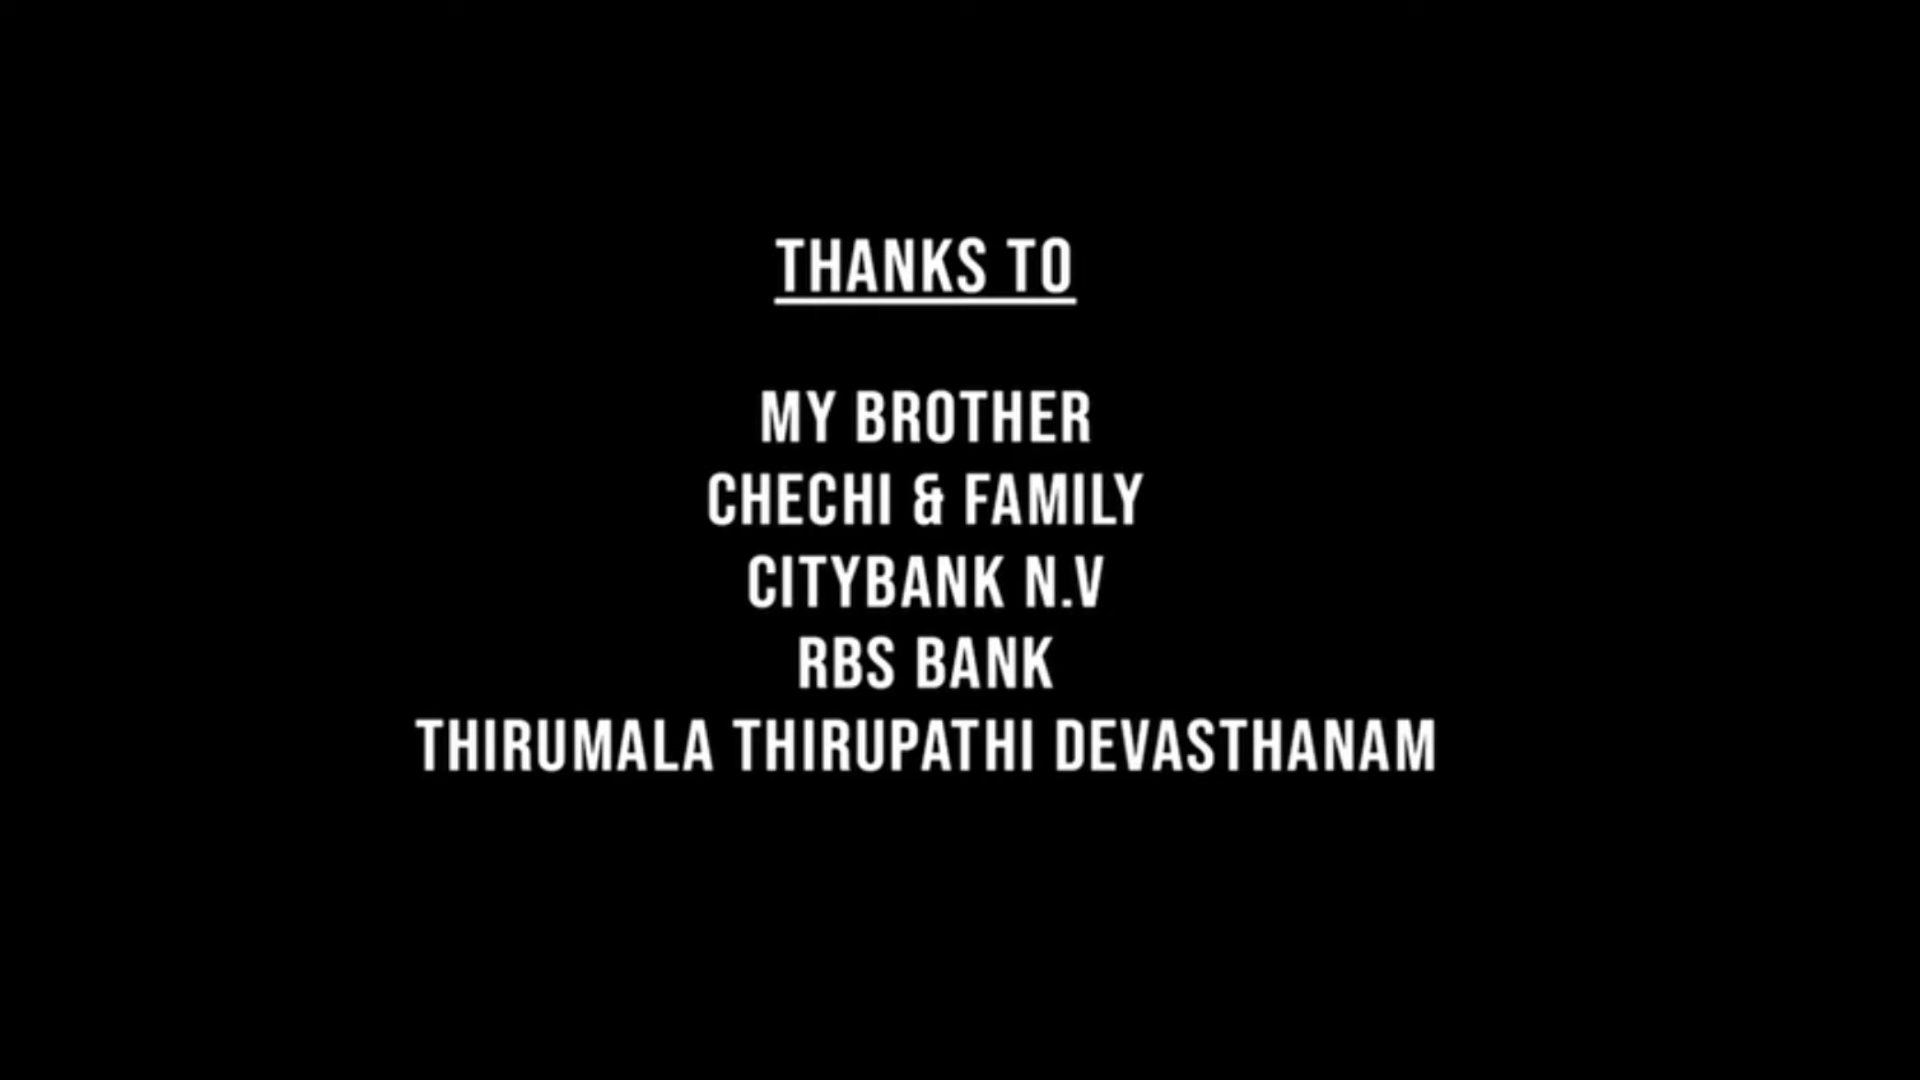 THANKS TO
MY BROTHER
CHECHI & FAMILY
CITYBANK N.V
RBS BANK
THIRUMALA THIRUPATHI DEVASTHANAM